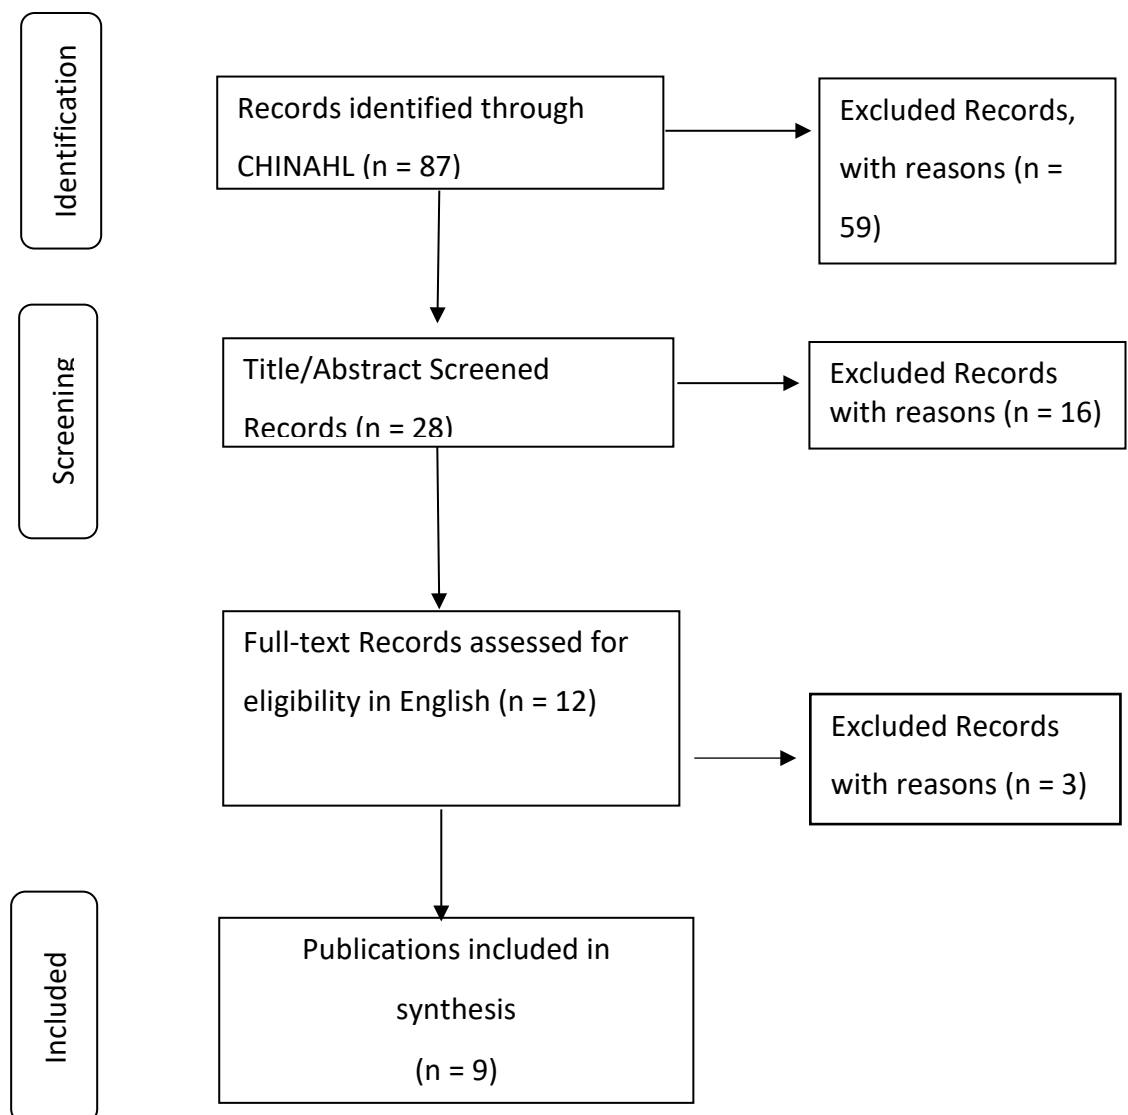 Identification
Records identified through
CHINAHL (n = 87)
Excluded Records,
with reasons (n =
59)
Screening
Title/Abstract Screened
Records (n = 28)
Excluded Records
with reasons (n = 16)
Full-text Records assessed for
eligibility in English (n = 12)
Excluded Records
with reasons (n = 3)
Included
Publications included in
synthesis
(n = 9)